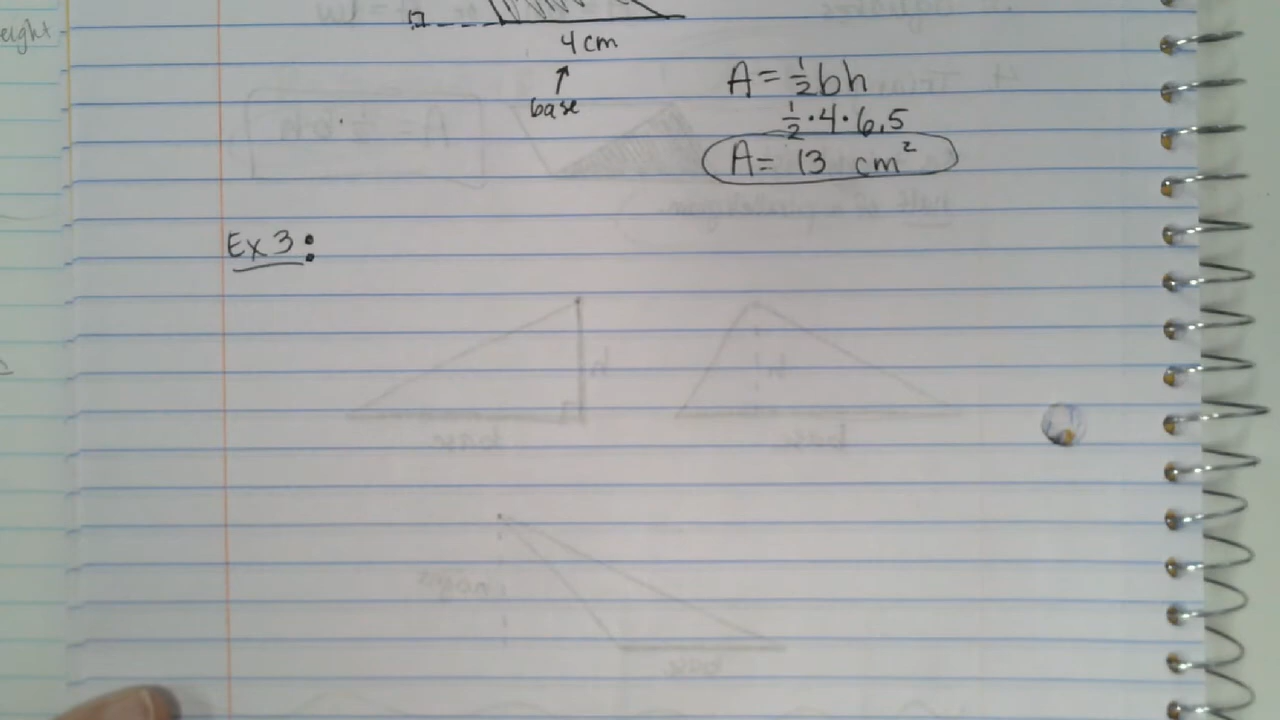 eight
4 cm
base
A = ½bh
½ · 4 · 6.5
A = 13 cm²
Ex 3: